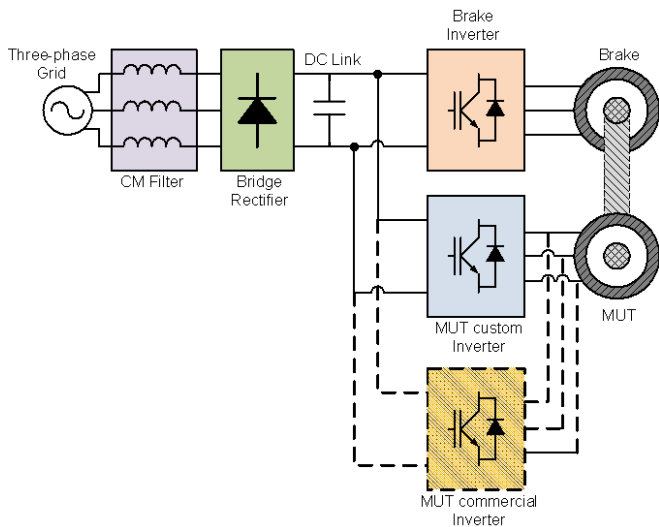 Brake
Inverter
Brake
Three-phase
Grid
DC Link
CM Filter
Bridge
Rectifier
MUT custom
Inverter
MUT
MUT commercial
Inverter